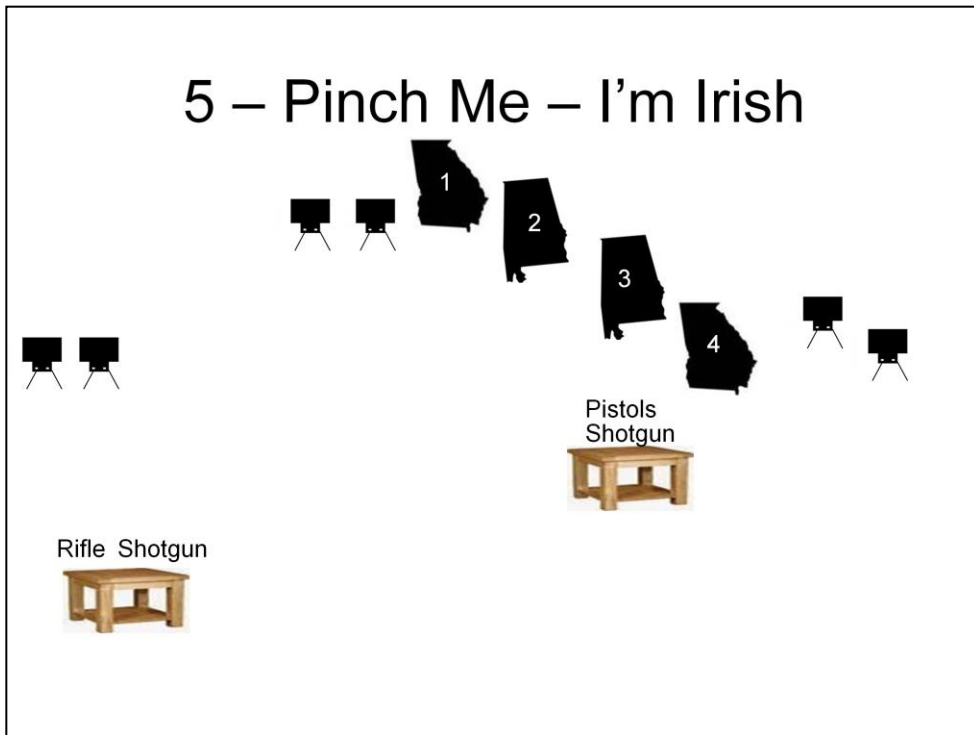 5 – Pinch Me – I’m Irish
1
2
3
4
Pistols
Shotgun
Rifle Shotgun